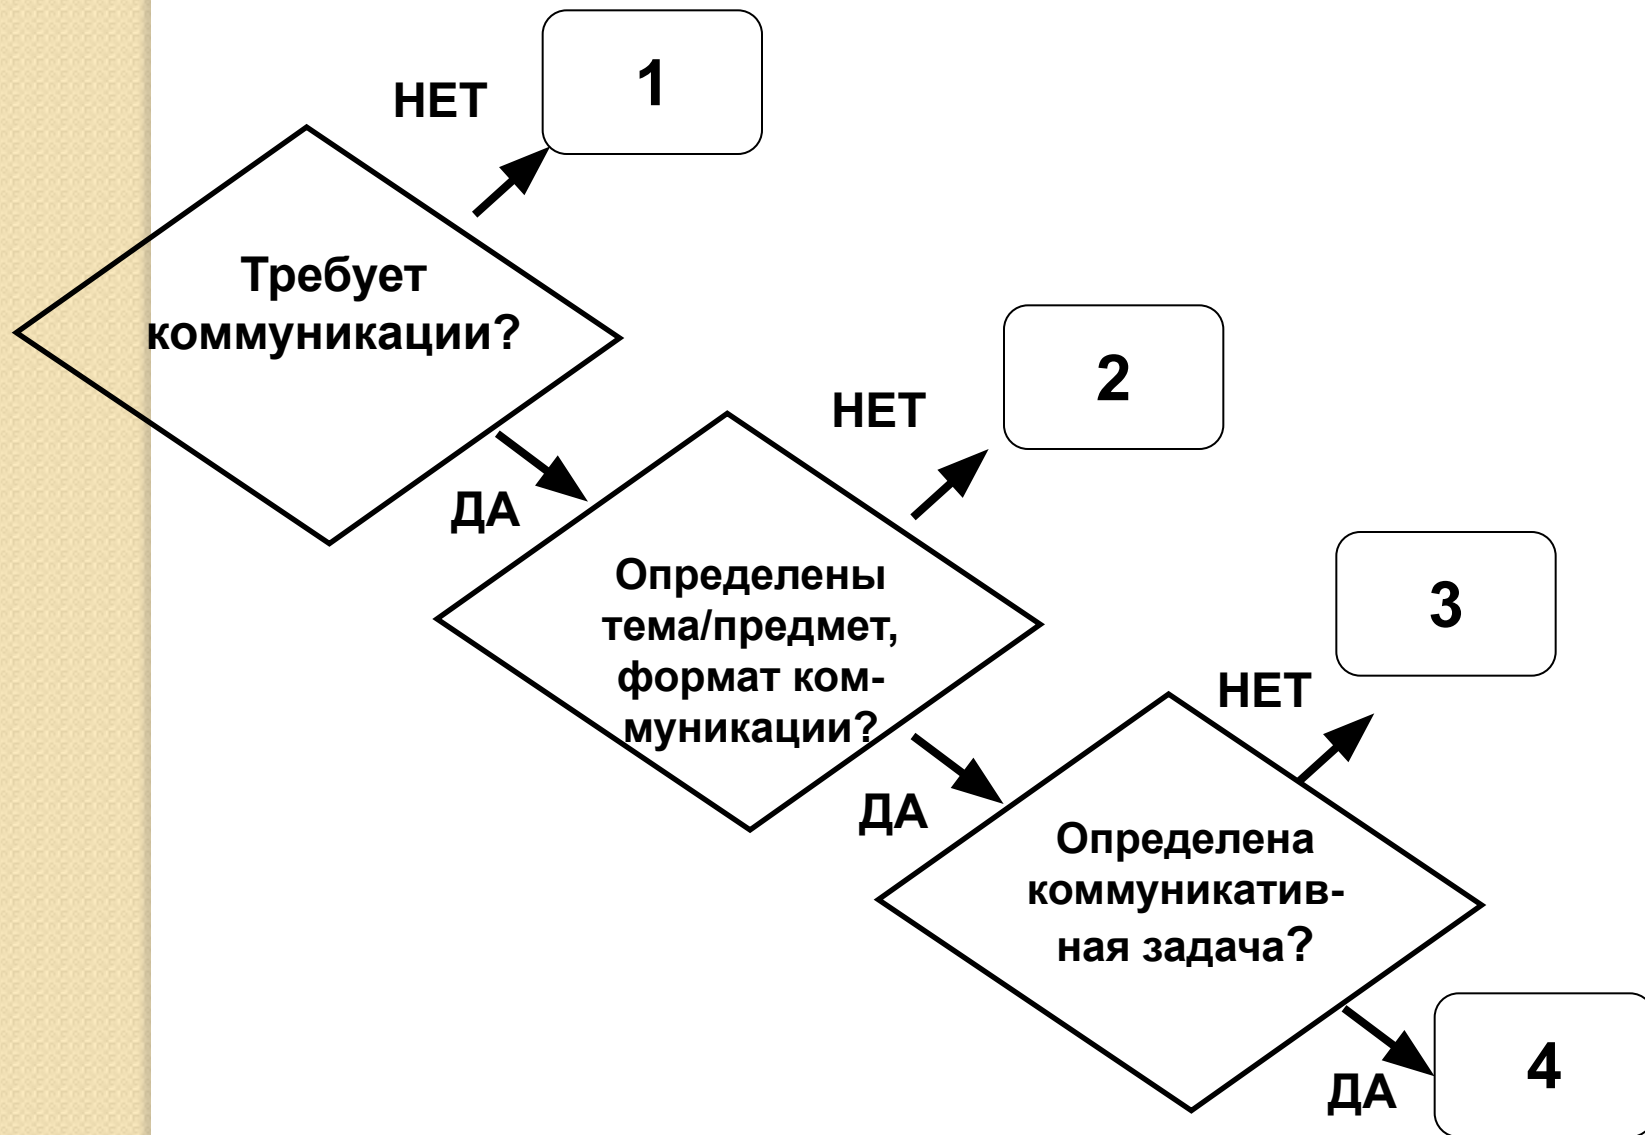 НЕТ
1
Требует
коммуникации?
ДА
НЕТ
2
Определены
тема/предмет,
формат ком-
муникации?
ДА
НЕТ
3
Определена
коммуникатив-
ная задача?
ДА
4